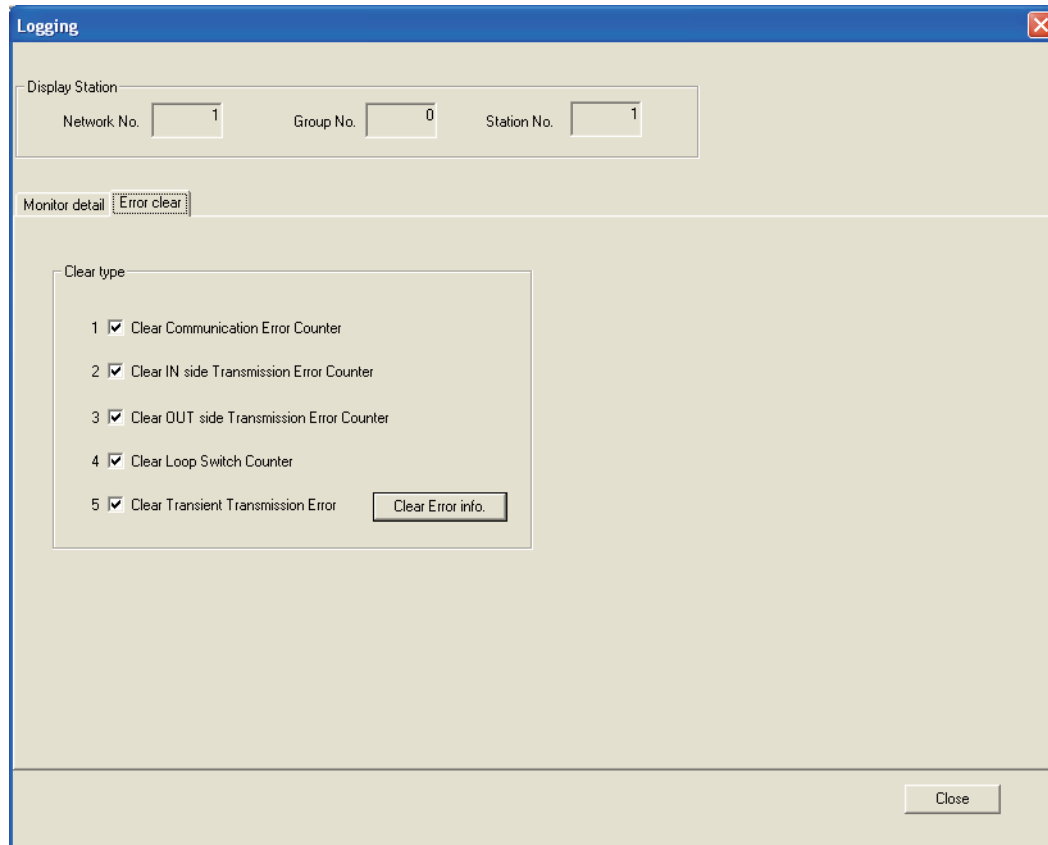 Logging
Display Station
Network No. 1 Group No. 0 Station No. 1
Monitor detail Error clear
Clear type
1 Clear Communication Error Counter
2 Clear IN side Transmission Error Counter
3 Clear OUT side Transmission Error Counter
4 Clear Loop Switch Counter
5 Clear Transient Transmission Error Clear Error info.
Close